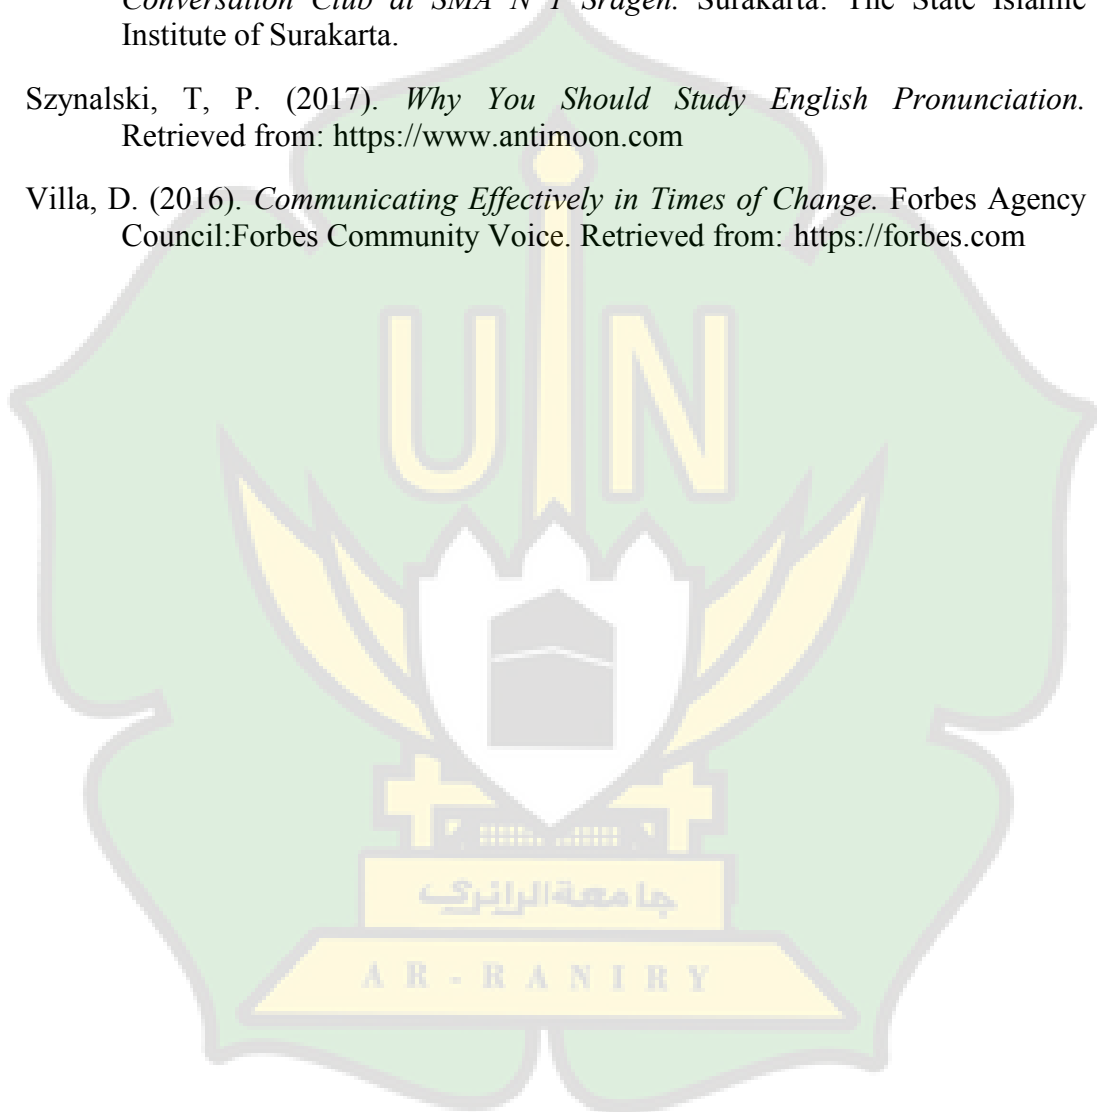 Conversation Club at SMA N 1 Sragen. Surakarta: The State Islamic
Institute of Surakarta.
Szynalski, T, P. (2017). Why You Should Study English Pronunciation.
Retrieved from: https://www.antimoon.com
Villa, D. (2016). Communicating Effectively in Times of Change. Forbes Agency
Council:Forbes Community Voice. Retrieved from: https://forbes.com
UIN
جامعة الرانري
AR-RANIRY